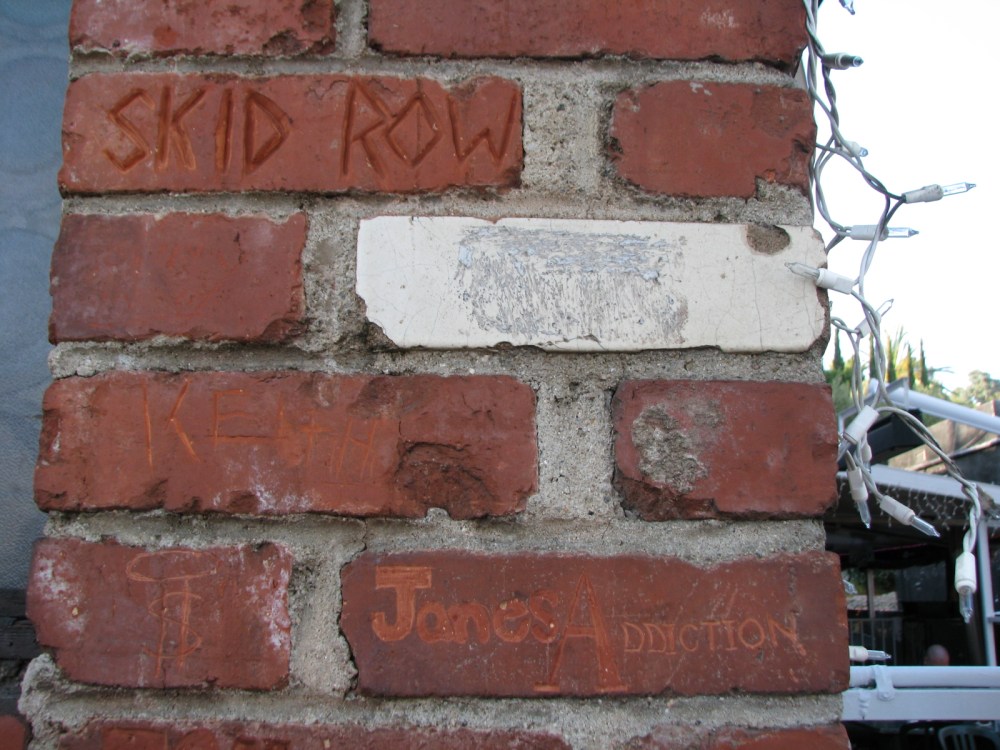 SKID ROW
KEITH
Janes ADDICTION